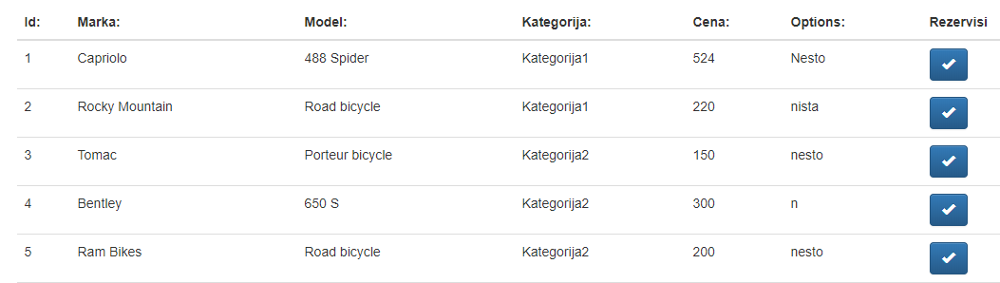 Id: Marka: Model: Kategorija: Cena: Options: Rezervisi
1 Capriolo 488 Spider Kategorija1 524 Nesto
2 Rocky Mountain Road bicycle Kategorija1 220 nista
3 Tomac Porteur bicycle Kategorija2 150 nesto
4 Bentley 650 S Kategorija2 300 n
5 Ram Bikes Road bicycle Kategorija2 200 nesto